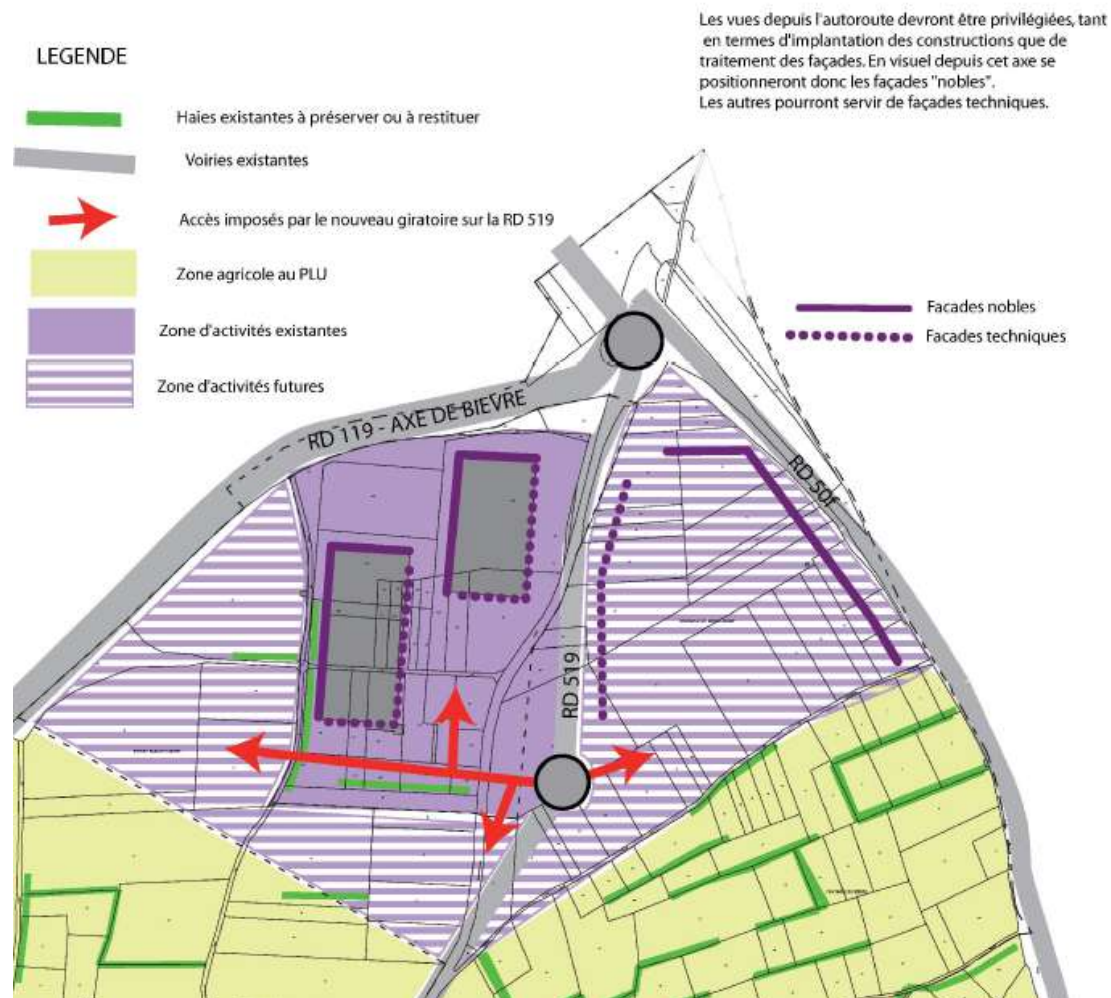 Les vues depuis l'autoroute devront être privilégiées, tant
en termes d'implantation des constructions que de
traitement des façades. En visuel depuis cet axe se
positionneront donc les façades "nobles".
Les autres pourront servir de façades techniques.
LEGENDE
Haies existantes à préserver ou à restituer
Voiries existantes
Accès imposés par le nouveau giratoire sur la RD 519
Zone agricole au PLU
Zone d'activités existantes
Zone d'activités futures
Facades nobles
Facades techniques
RD 119 - AXE DE BIEVRE
RD 50f
RD 519